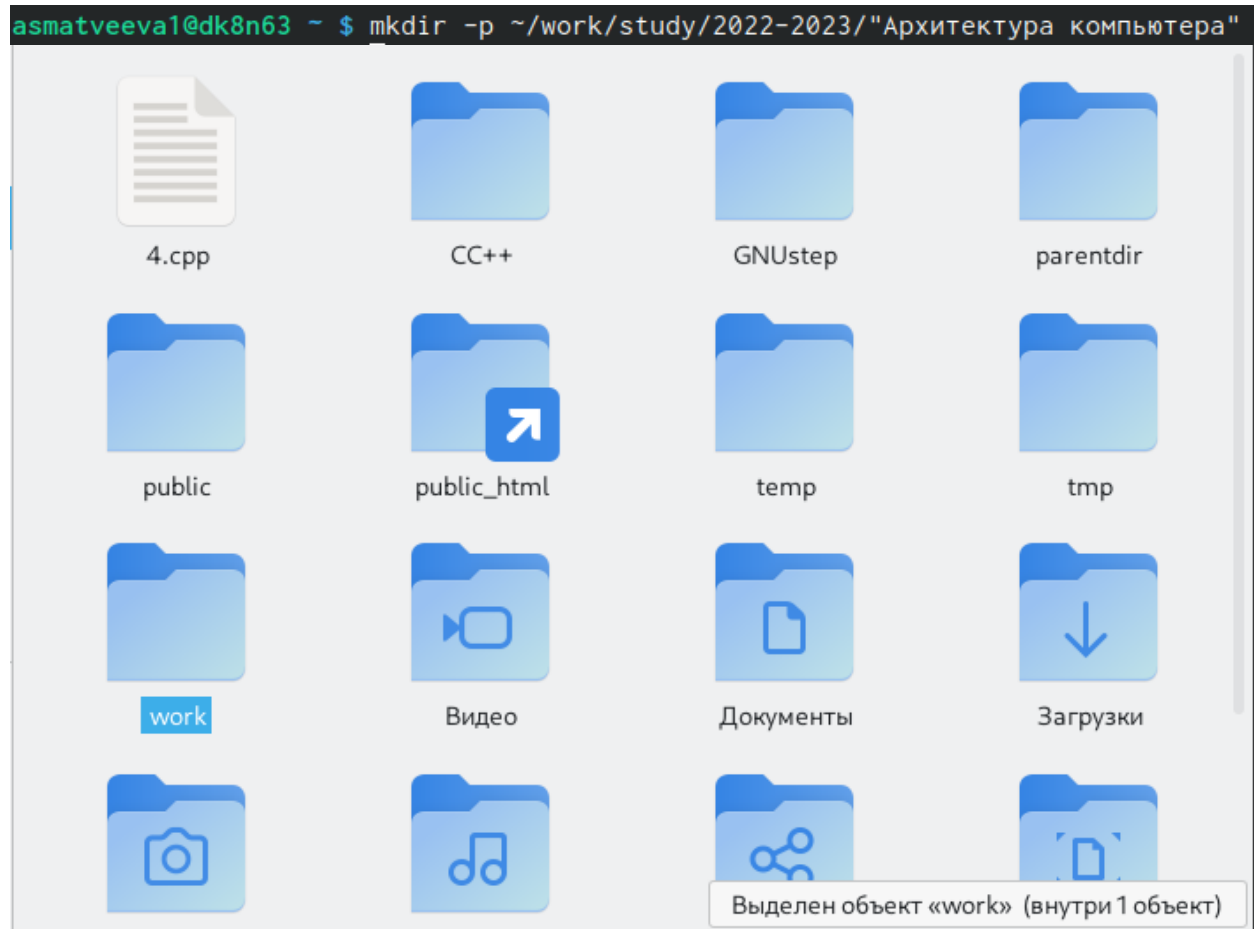 asmatveeva1@dk8n63 ~ $ mkdir -p ~/work/study/2022-2023/"Архитектура компьютера"
4.cpp CC++ GNUstep parentdir
public public_html temp tmp
work Видео Документы Загрузки
Выделен объект «work» (внутри 1 объект)